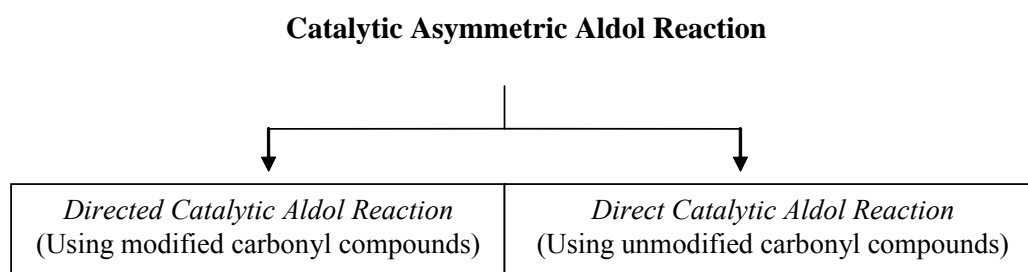 Catalytic Asymmetric Aldol Reaction
Directed Catalytic Aldol Reaction
(Using modified carbonyl compounds)
Direct Catalytic Aldol Reaction
(Using unmodified carbonyl compounds)